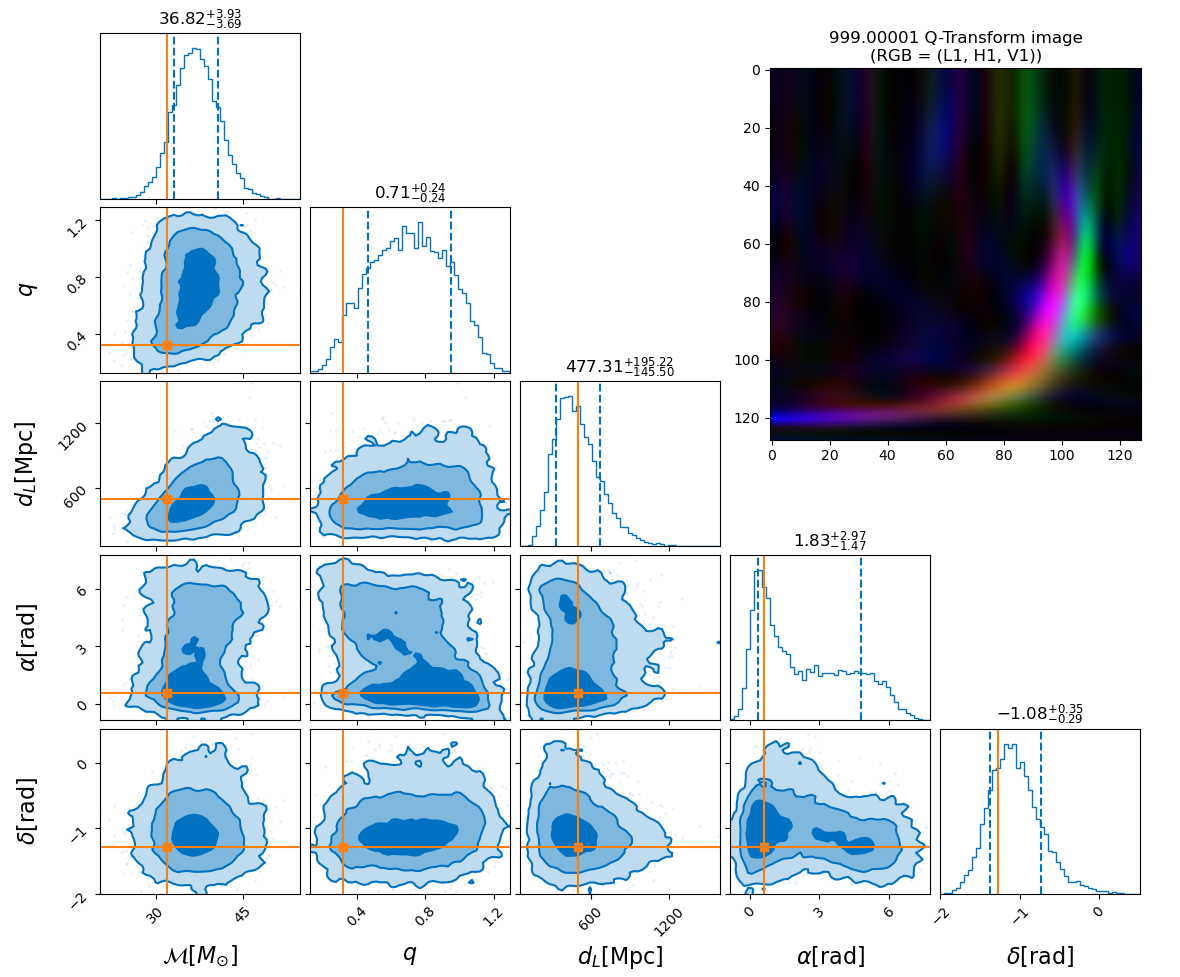 36.82+3.93−3.69
999.00001 Q-Transform image
(RGB = (L1, H1, V1))
0
20
40
60
80
100
120
0 20 40 60 80 100 120
0.71+0.24−0.24
q
1.2
0.8
0.4
477.31+195.22−145.50
d_L[Mpc]
1200
600
1.83+2.97−1.47
α[rad]
6
3
0
−1.08+0.35−0.29
δ[rad]
0
−1
−2
30 45 0.4 0.8 1.2 600 1200 0 3 6 −2 −1 0
ℳ[M⊙] q d_L[Mpc] α[rad] δ[rad]